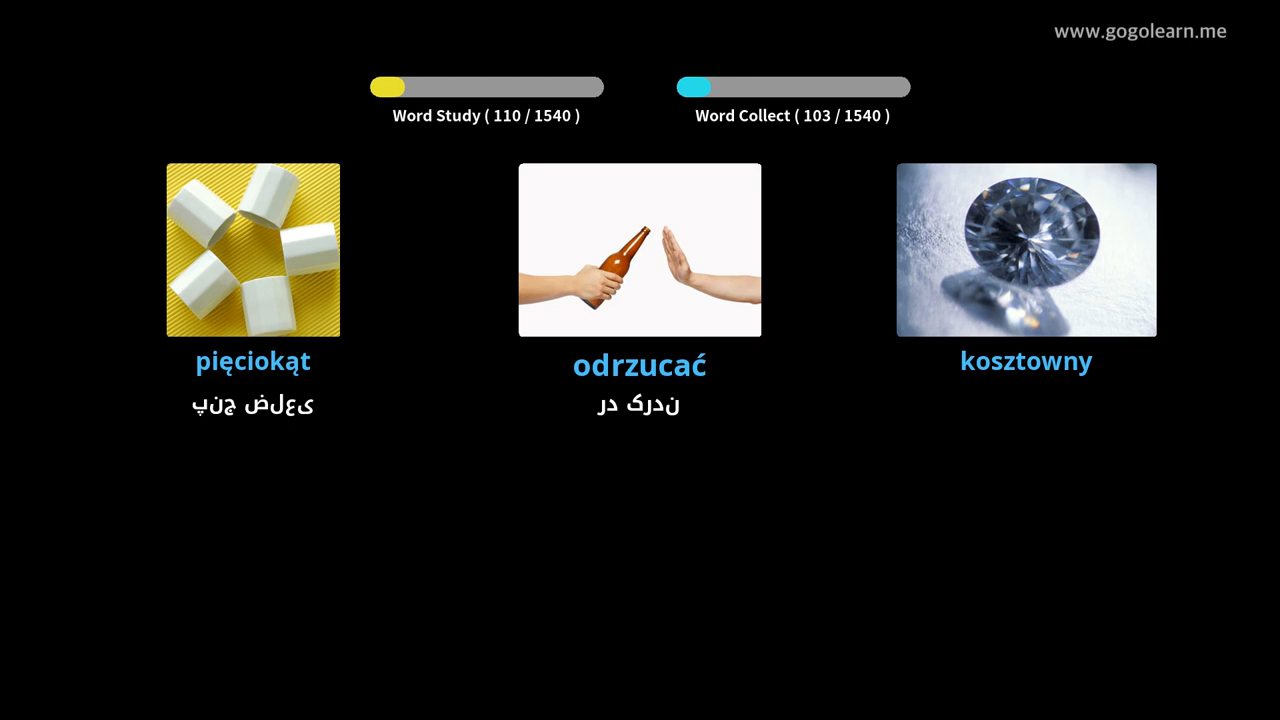 www.gogolearn.me
Word Study ( 110 / 1540 )
Word Collect ( 103 / 1540 )
pięciokąt
پنج ضلعی
odrzucać
رد کردن
kosztowny